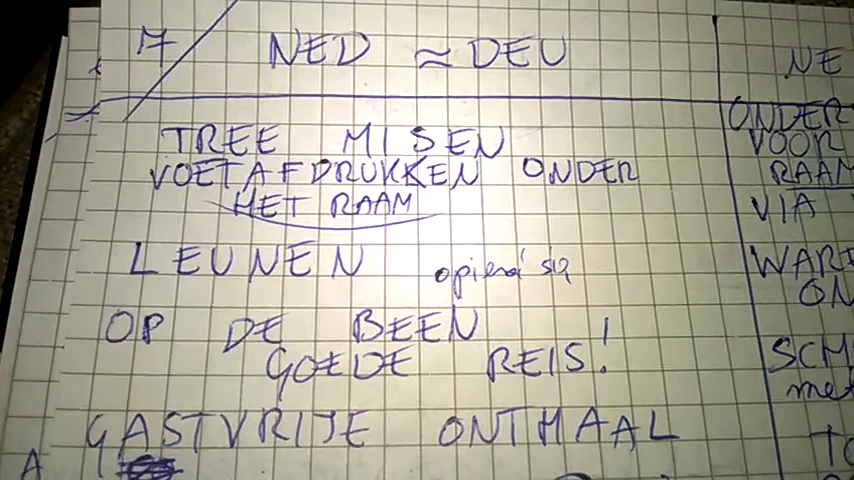 7 NED ≈ DEU
TREE MISEN
VOETAFDRUKKEN ONDER
HET RAAM
LEUNEN opierać się
OP DE BEEN
GOEDE REIS!
GASTVRIJE ONTHAAL
A
NE
ONDER
VOOR
RAAM
VIA
WAR
ON
SCH
met
TO